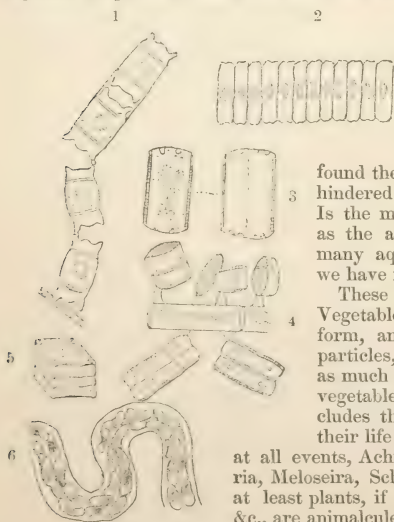 1 2
found the
hindered
3
Is the m
as the a
many aq
we have
These
4
Vegetable
form, an
particles,
5
as much
vegetable
cludes th
their life
6
at all events, Ach
ria, Meloseira, Sch
at least plants, if
&c., are animalcule